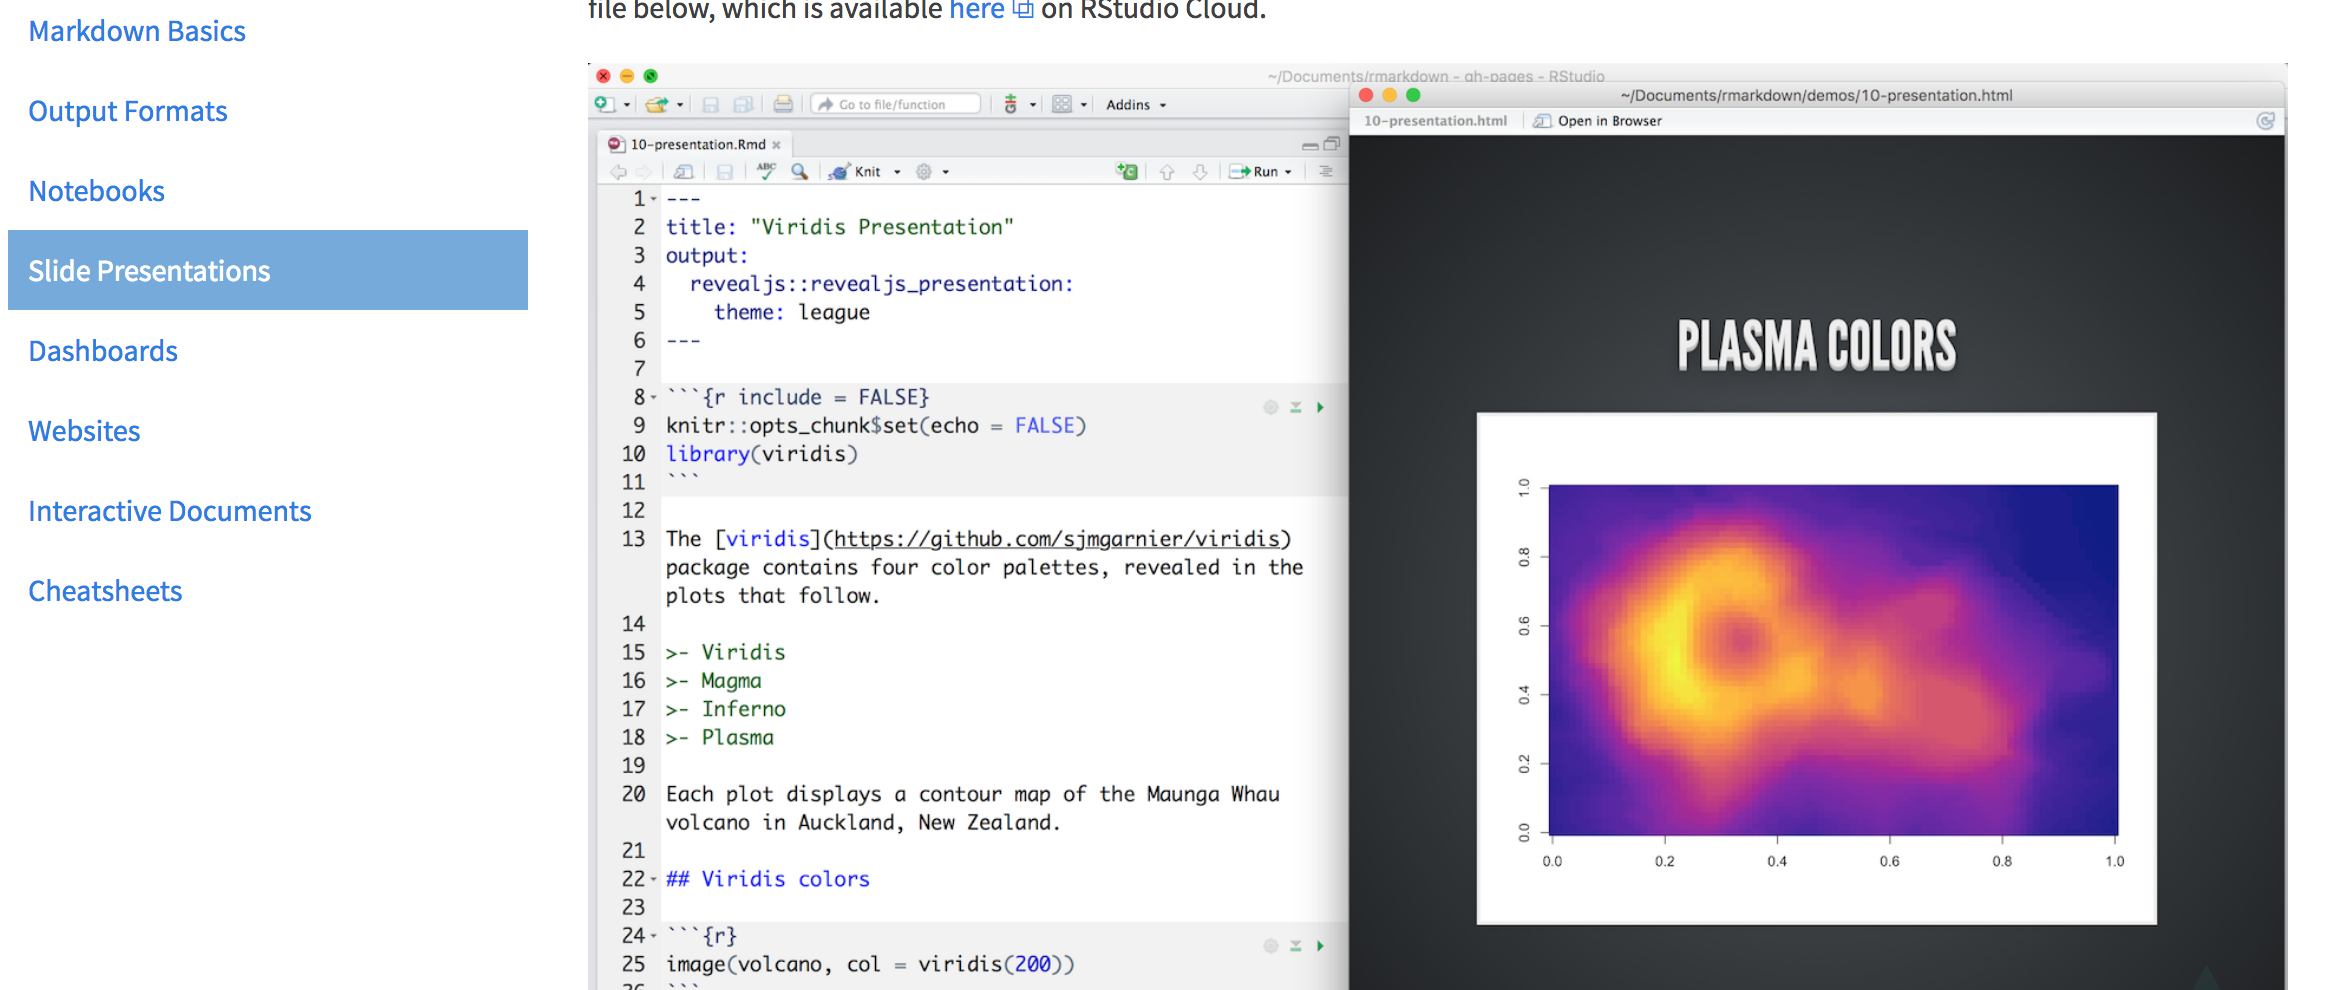 Markdown Basics
Output Formats
Notebooks
Slide Presentations
Dashboards
Websites
Interactive Documents
Cheatsheets
file below, which is available here on RStudio Cloud.
~/Documents/rmarkdown - gh-pages - RStudio
Go to file/function
Addins
10-presentation.Rmd
ABC
Knit
Run
1 ---
2 title: "Viridis Presentation"
3 output:
4 revealjs::revealjs_presentation:
5 theme: league
6 ---
7
8 ```{r include = FALSE}
9 knitr::opts_chunk$set(echo = FALSE)
10 library(viridis)
11 ```
12
13 The [viridis](https://github.com/sjmgarnier/viridis)
package contains four color palettes, revealed in the
plots that follow.
14
15 >- Viridis
16 >- Magma
17 >- Inferno
18 >- Plasma
19
20 Each plot displays a contour map of the Maunga Whau
volcano in Auckland, New Zealand.
21
22 ## Viridis colors
23
24 ```{r}
25 image(volcano, col = viridis(200))
26 ```
~/Documents/rmarkdown/demos/10-presentation.html
10-presentation.html
Open in Browser
PLASMA COLORS
1.0
0.8
0.6
0.4
0.2
0.0
0.0 0.2 0.4 0.6 0.8 1.0